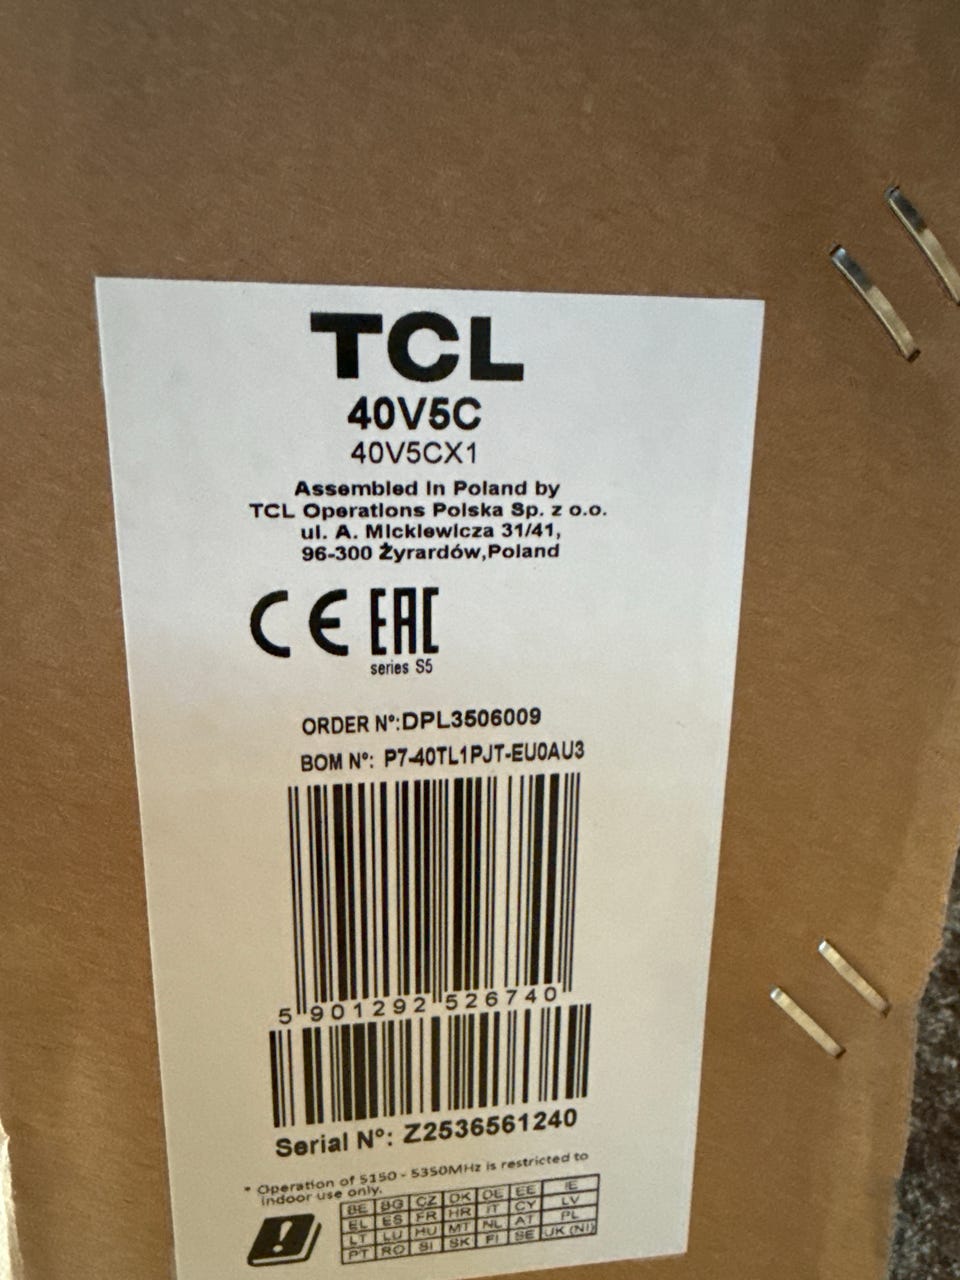 TCL
40V5C
40V5CX1
Assembled In Poland by
TCL Operations Polska Sp. z o.o.
ul. A. Mickiewicza 31/41,
96-300 Żyrardów,Poland
CE EAC
series S5
ORDER Nº:DPL3506009
BOM Nº: P7-40TL1PJT-EU0AU3
5 901292 526740
Serial Nº: Z2536561240
* Operation of 5150 - 5350MHz is restricted to
indoor use only.
BE BG CZ DK DE EE IE
EL ES FR HR IT CY LV
LT LU HU MT NL AT PL
PT RO SI SK FI SE UK (NI)